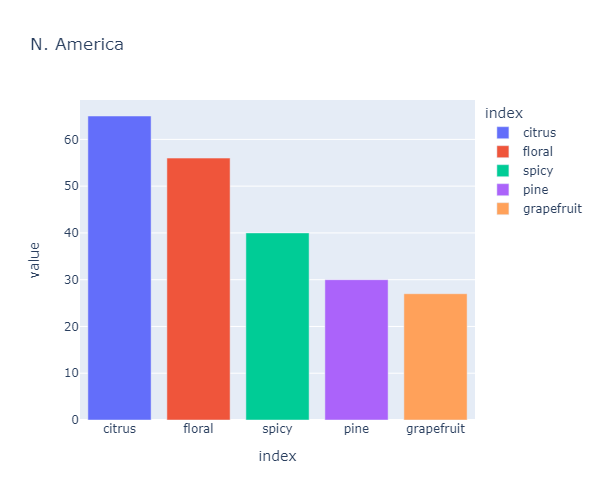 N. America
index
citrus
floral
spicy
pine
grapefruit
60
50
40
30
20
10
0
value
citrus floral spicy pine grapefruit
index